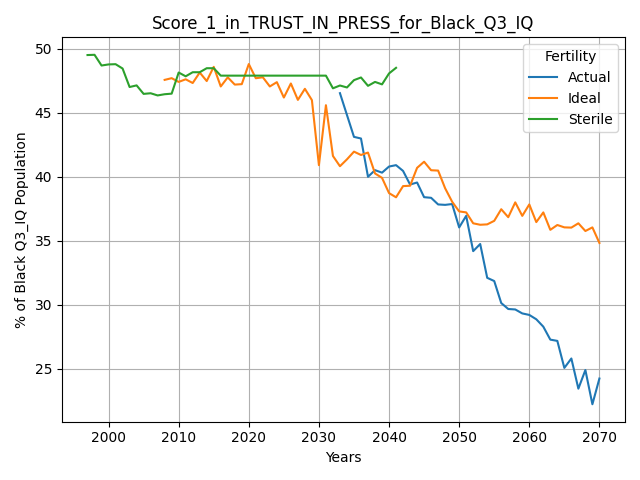 Score_1_in_TRUST_IN_PRESS_for_Black_Q3_IQ
Fertility
Actual
Ideal
Sterile
% of Black Q3_IQ Population
50
45
40
35
30
25
2000
2010
2020
2030
2040
2050
2060
2070
Years